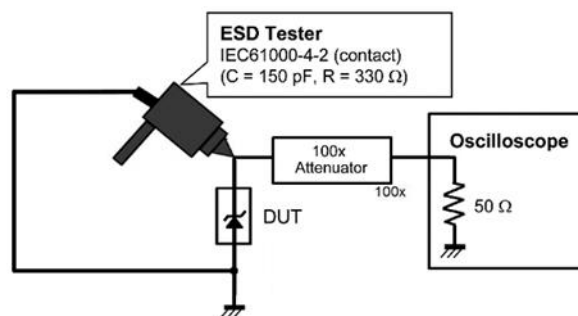 ESD Tester
IEC61000-4-2 (contact)
(C = 150 pF, R = 330 Ω)
100x
Attenuator
100x
Oscilloscope
50 Ω
DUT